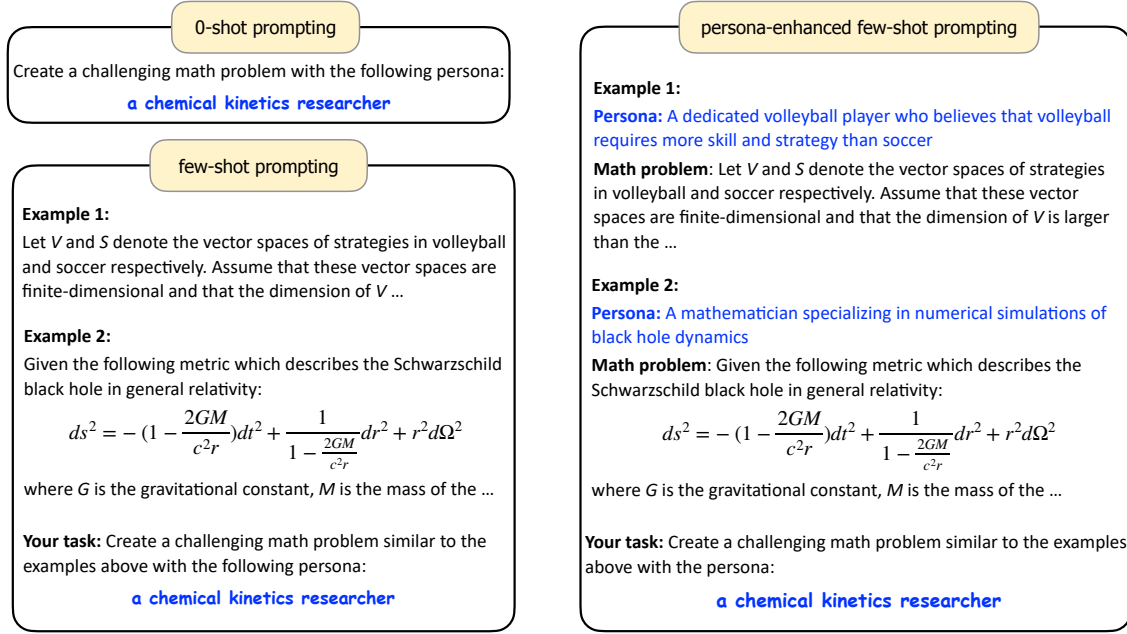 0-shot prompting
Create a challenging math problem with the following persona:
a chemical kinetics researcher
few-shot prompting
Example 1:
Let V and S denote the vector spaces of strategies in volleyball
and soccer respectively. Assume that these vector spaces are
finite-dimensional and that the dimension of V ...
Example 2:
Given the following metric which describes the Schwarzschild
black hole in general relativity:
ds² = − (1 − \frac{2GM}{c²r})dt² + \frac{1}{1 − \frac{2GM}{c²r}}dr² + r²dΩ²
where G is the gravitational constant, M is the mass of the ...
Your task: Create a challenging math problem similar to the
examples above with the following persona:
a chemical kinetics researcher
persona-enhanced few-shot prompting
Example 1:
Persona: A dedicated volleyball player who believes that volleyball
requires more skill and strategy than soccer
Math problem: Let V and S denote the vector spaces of strategies
in volleyball and soccer respectively. Assume that these vector
spaces are finite-dimensional and that the dimension of V is larger
than the ...
Example 2:
Persona: A mathematician specializing in numerical simulations of
black hole dynamics
Math problem: Given the following metric which describes the
Schwarzschild black hole in general relativity:
ds² = − (1 − \frac{2GM}{c²r})dt² + \frac{1}{1 − \frac{2GM}{c²r}}dr² + r²dΩ²
where G is the gravitational constant, M is the mass of the ...
Your task: Create a challenging math problem similar to the examples
above with the persona:
a chemical kinetics researcher